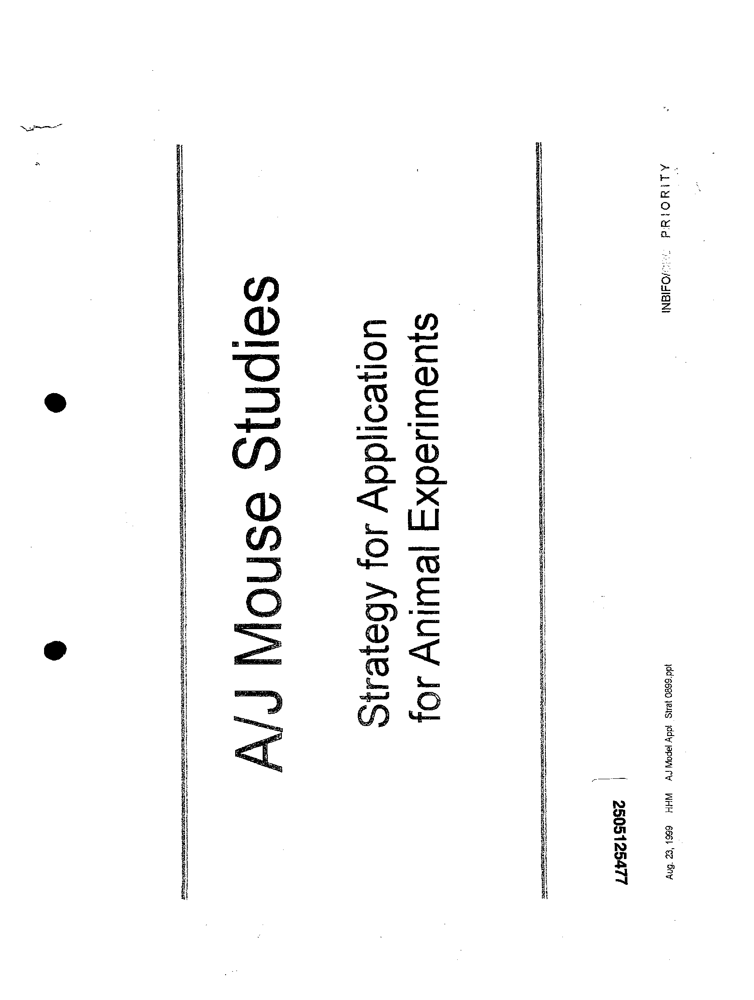 A/J Mouse Studies
Strategy for Application
for Animal Experiments
2505125477
Aug. 23, 1999 HHM AJ Model Appl Strat 0899.ppt
INBIFO/ PRIORITY